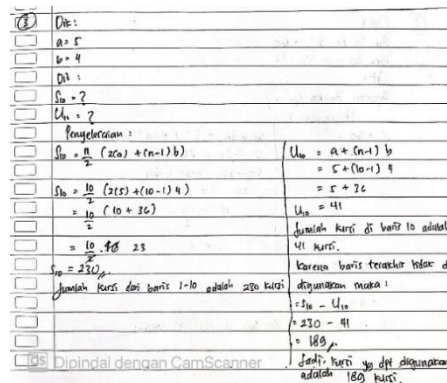 3
Dit:
a = 5
b = 4
Dit :
S10 = ?
U10 = ?
Penyelesaian :
S10 = n/2 (2(a) + (n-1) b)
S10 = 10/2 (2(5) + (10-1) 4)
= 10/2 (10 + 36)
= 10/2 . 46 23
S10 = 230
Jumlah kursi dari baris 1-10 adalah 230 kursi
U10 = a + (n-1) b
= 5 + (10-1) 4
= 5 + 36
U10 = 41
Jumlah kursi di baris 10 adalah
41 kursi.
karena baris terakhir tidak d
digunakan maka :
= S10 - U10
= 230 - 41
= 189
Jadi, kursi yg dpt digunakan
adalah 189 kursi.
CS Dipindai dengan CamScanner